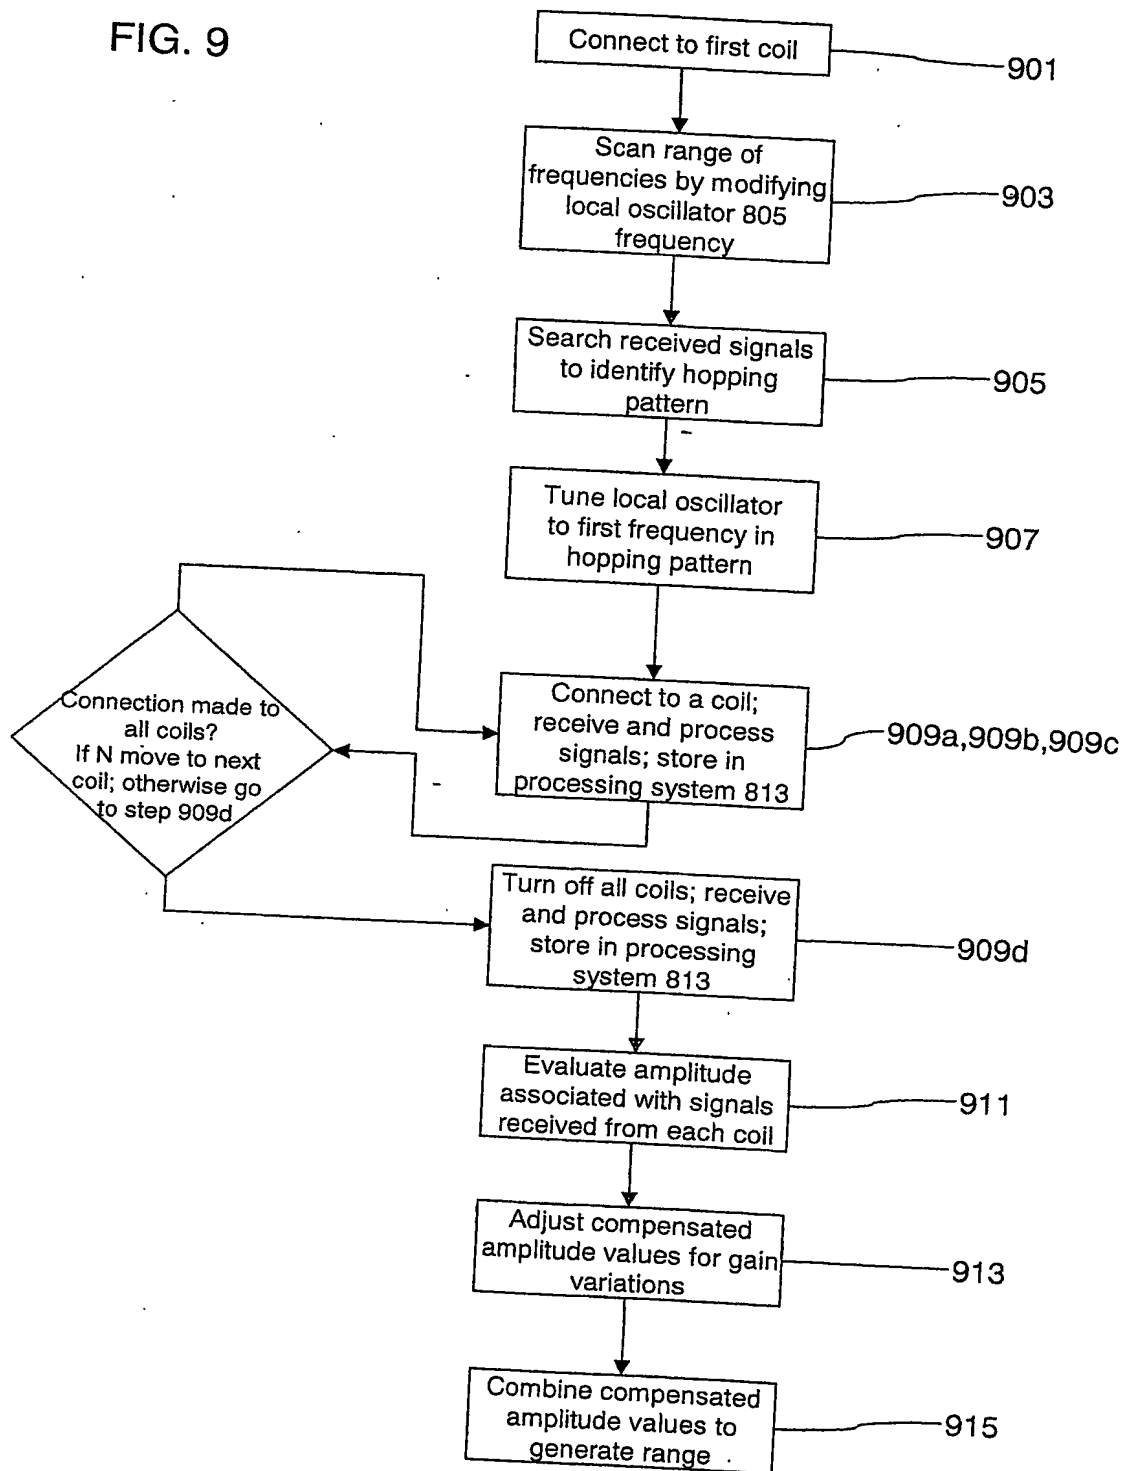 FIG. 9
Connect to first coil
901
Scan range of
frequencies by modifying
local oscillator 805
frequency
903
Search received signals
to identify hopping
pattern
905
Tune local oscillator
to first frequency in
hopping pattern
907
Connection made to
all coils?
If N move to next
coil; otherwise go
to step 909d
Connect to a coil;
receive and process
signals; store in
processing system 813
909a,909b,909c
Turn off all coils; receive
and process signals;
store in processing
system 813
909d
Evaluate amplitude
associated with signals
received from each coil
911
Adjust compensated
amplitude values for gain
variations
913
Combine compensated
amplitude values to
generate range
915